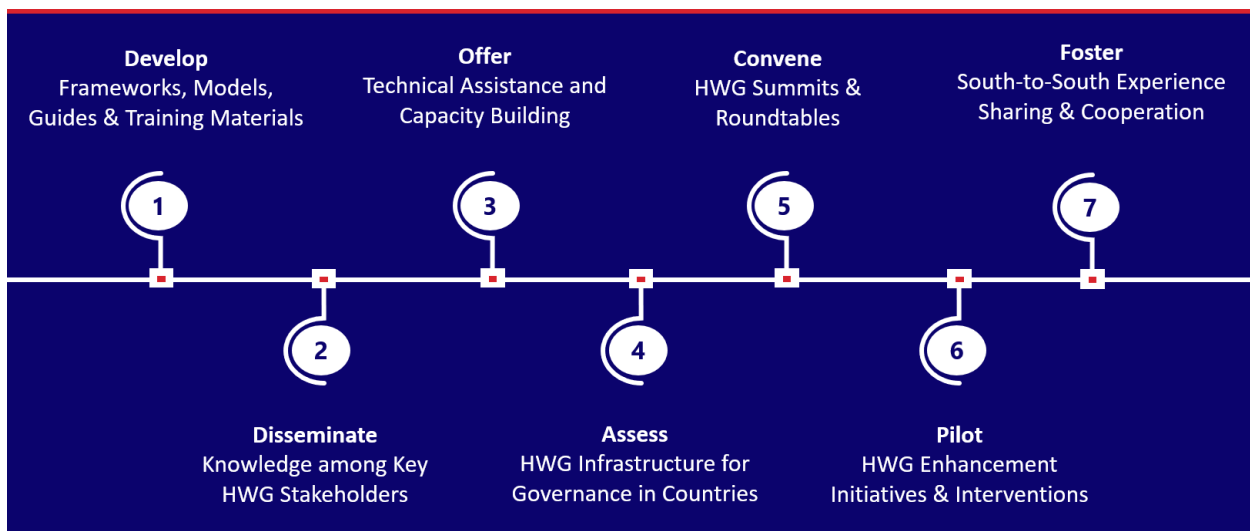 Develop
Frameworks, Models,
Guides & Training Materials
1
Disseminate
Knowledge among Key
HWG Stakeholders
2
Offer
Technical Assistance and
Capacity Building
3
Assess
HWG Infrastructure for
Governance in Countries
4
Convene
HWG Summits &
Roundtables
5
Pilot
HWG Enhancement
Initiatives & Interventions
6
Foster
South-to-South Experience
Sharing & Cooperation
7